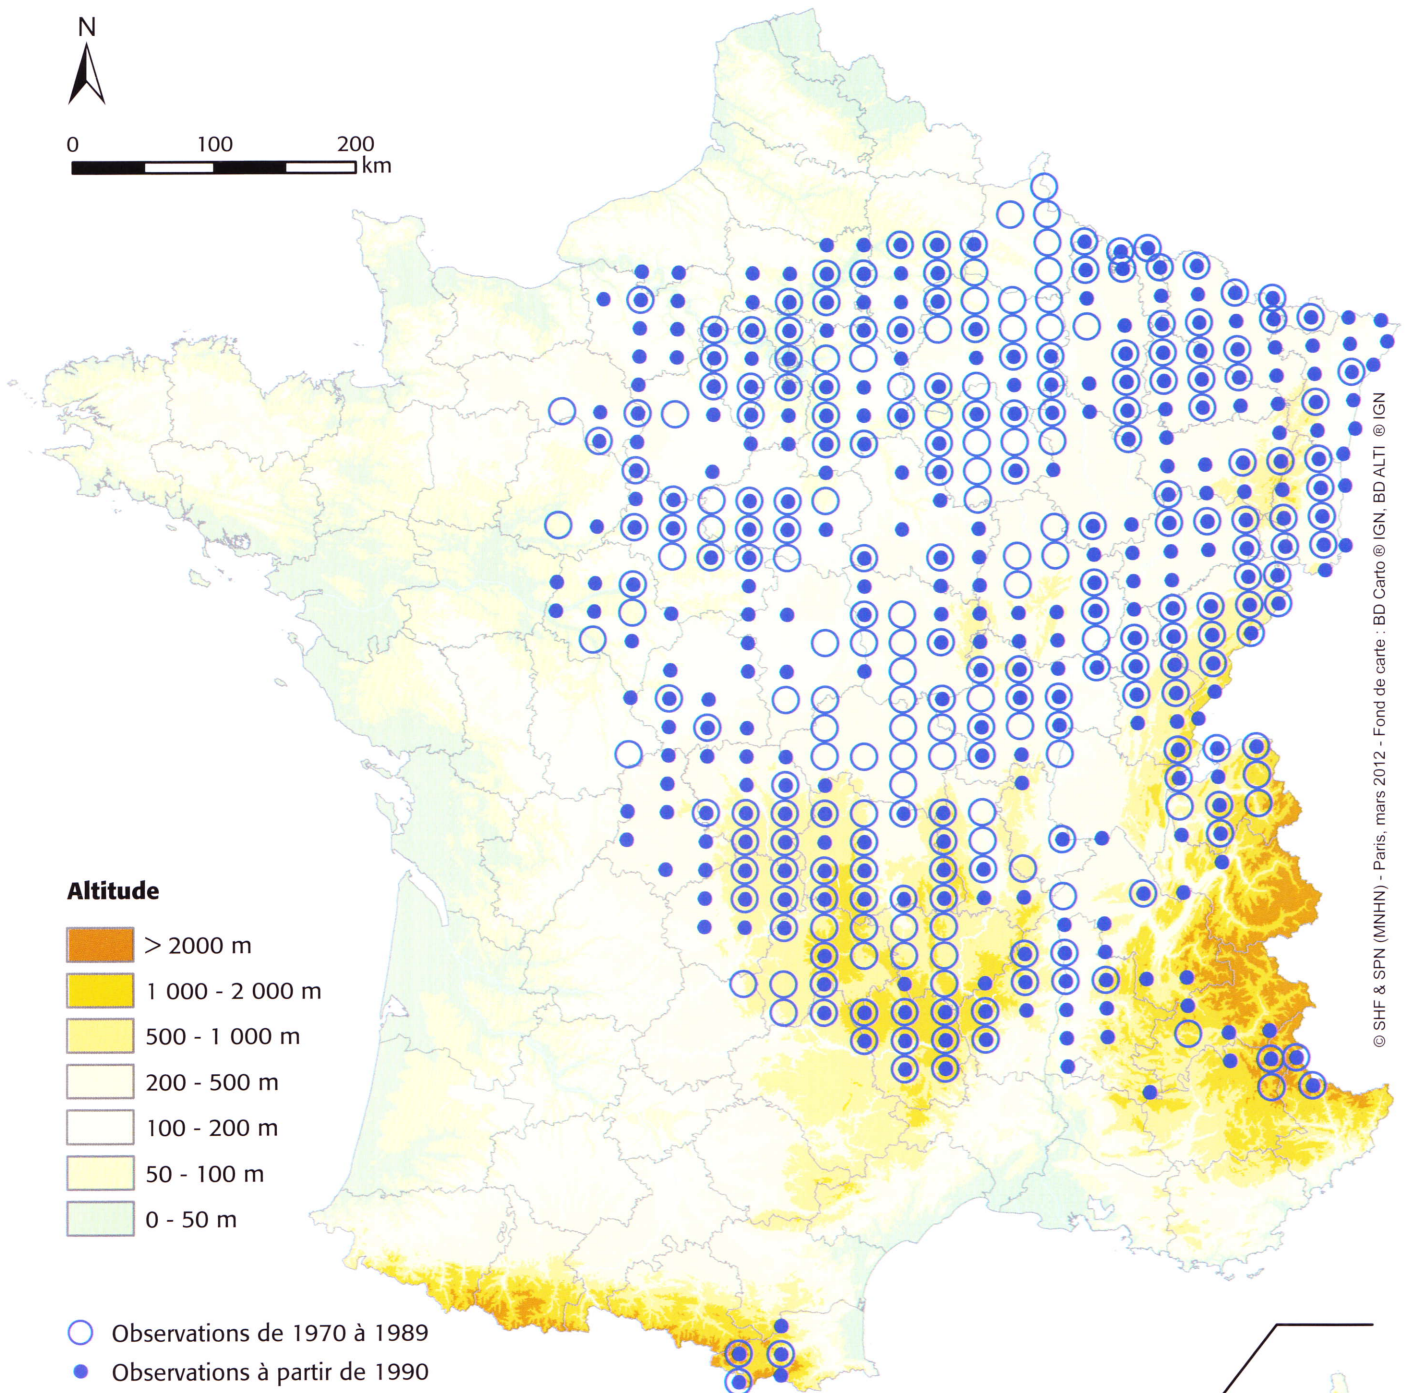 N
0 100 200
km
Altitude
> 2000 m
1 000 - 2 000 m
500 - 1 000 m
200 - 500 m
100 - 200 m
50 - 100 m
0 - 50 m
Observations de 1970 à 1989
Observations à partir de 1990
© SHF & SPN (MNHN) - Paris, mars 2012 - Fond de carte : BD Carto ® IGN, BD ALTI ® IGN